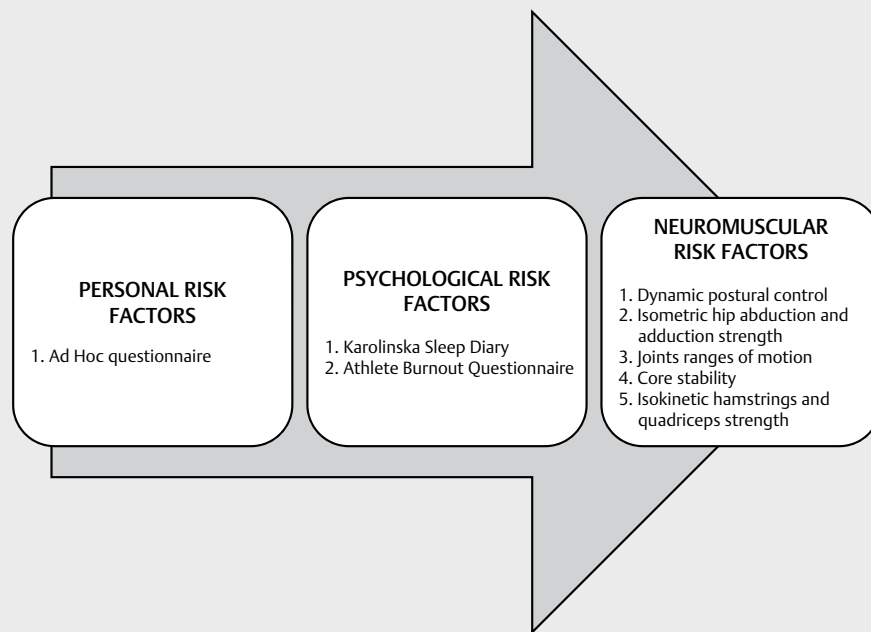 PERSONAL RISK
FACTORS
1. Ad Hoc questionnaire
PSYCHOLOGICAL RISK
FACTORS
1. Karolinska Sleep Diary
2. Athlete Burnout Questionnaire
NEUROMUSCULAR
RISK FACTORS
1. Dynamic postural control
2. Isometric hip abduction and
adduction strength
3. Joints ranges of motion
4. Core stability
5. Isokinetic hamstrings and
quadriceps strength